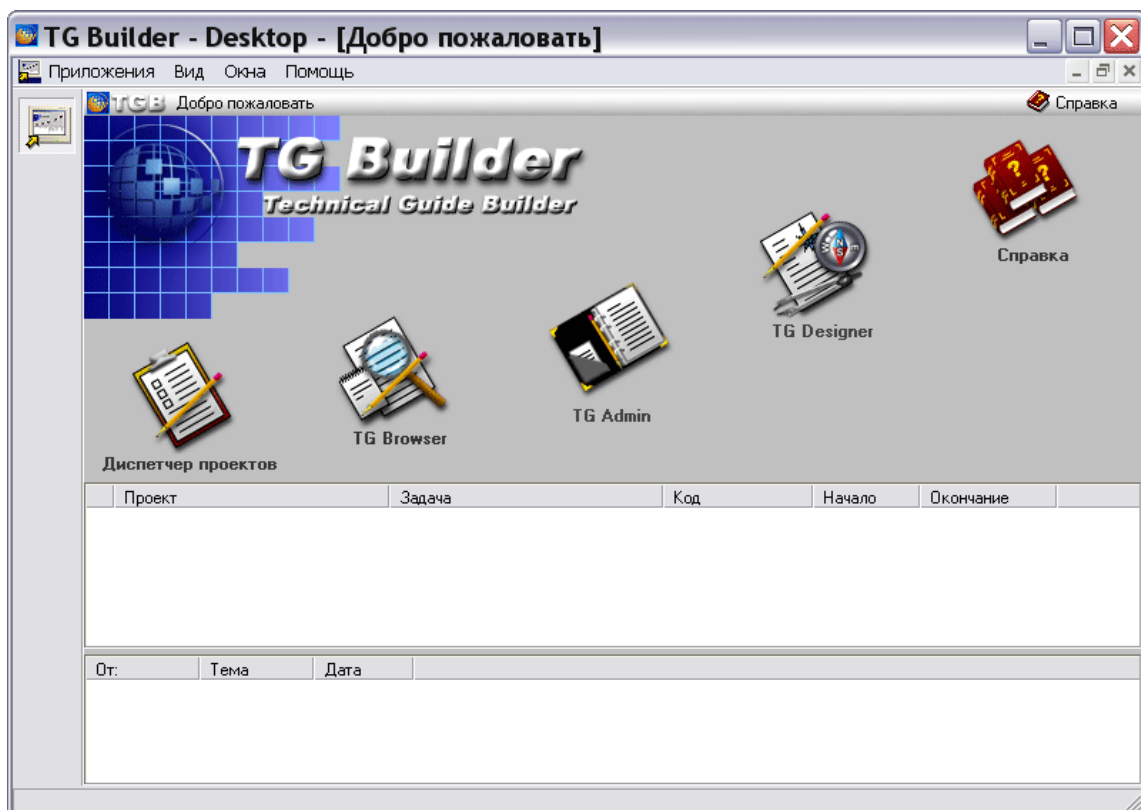 TG Builder - Desktop - [Добро пожаловать]
Приложения Вид Окна Помощь
TGB Добро пожаловать Справка
TG Builder
Technical Guide Builder
Справка
TG Designer
TG Admin
TG Browser
Диспетчер проектов
Проект Задача Код Начало Окончание
От: Тема Дата